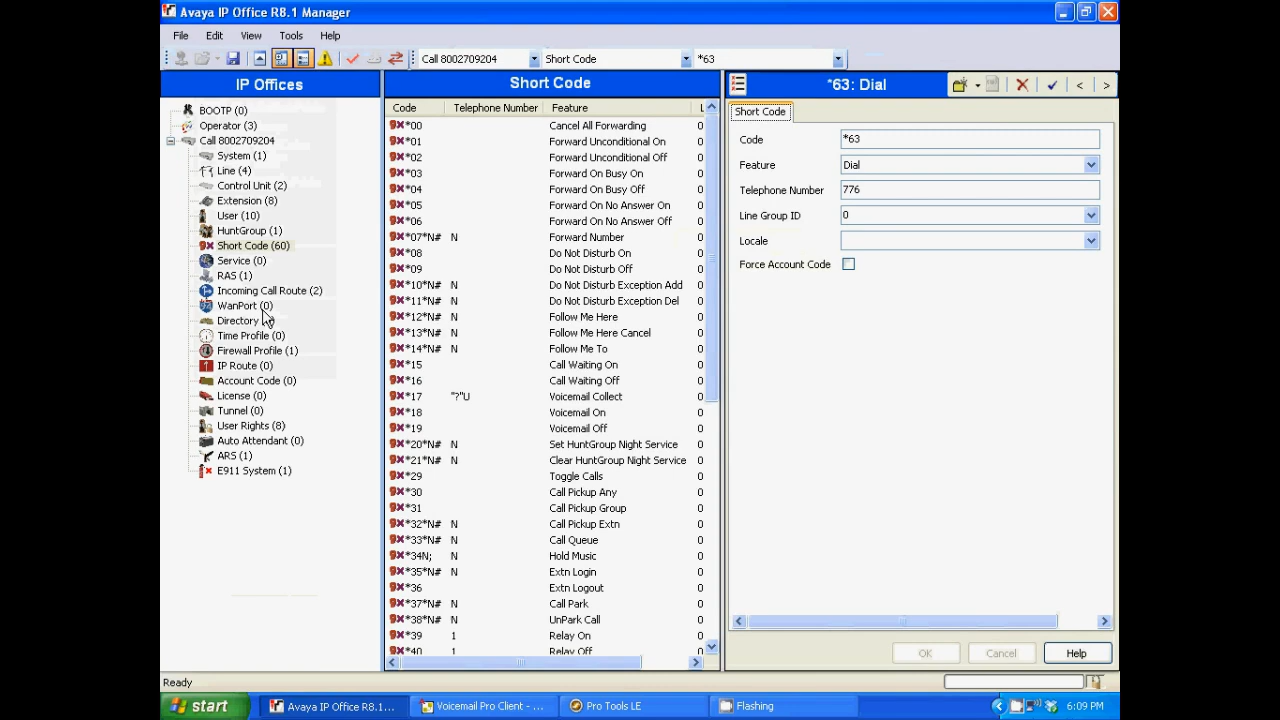 Avaya IP Office R8.1 Manager
File Edit View Tools Help
Call 8002709204 Short Code *63
IP Offices
BOOTP (0)
Operator (3)
Call 8002709204
System (1)
Line (4)
Control Unit (2)
Extension (8)
User (10)
HuntGroup (1)
Short Code (60)
Service (0)
RAS (1)
Incoming Call Route (2)
WanPort (0)
Directory
Time Profile (0)
Firewall Profile (1)
IP Route (0)
Account Code (0)
License (0)
Tunnel (0)
User Rights (8)
Auto Attendant (0)
ARS (1)
E911 System (1)
Short Code
Code Telephone Number Feature L
*00 Cancel All Forwarding 0
*01 Forward Unconditional On 0
*02 Forward Unconditional Off 0
*03 Forward On Busy On 0
*04 Forward On Busy Off 0
*05 Forward On No Answer On 0
*06 Forward On No Answer Off 0
*07*N# N Forward Number 0
*08 Do Not Disturb On 0
*09 Do Not Disturb Off 0
*10*N# N Do Not Disturb Exception Add 0
*11*N# N Do Not Disturb Exception Del 0
*12*N# N Follow Me Here 0
*13*N# N Follow Me Here Cancel 0
*14*N# N Follow Me To 0
*15 Call Waiting On 0
*16 Call Waiting Off 0
*17 "?"U Voicemail Collect 0
*18 Voicemail On 0
*19 Voicemail Off 0
*20*N# N Set HuntGroup Night Service 0
*21*N# N Clear HuntGroup Night Service 0
*29 Toggle Calls 0
*30 Call Pickup Any 0
*31 Call Pickup Group 0
*32*N# N Call Pickup Extn 0
*33*N# N Call Queue 0
*34N; N Hold Music 0
*35*N# N Extn Login 0
*36 Extn Logout 0
*37*N# N Call Park 0
*38*N# N UnPark Call 0
*39 1 Relay On 0
*40 1 Relay Off 0
*63: Dial
Short Code
Code *63
Feature Dial
Telephone Number 776
Line Group ID 0
Locale
Force Account Code
OK Cancel Help
Ready
start Avaya IP Office R8.1... Voicemail Pro Client - ... Pro Tools LE Flashing 6:09 PM